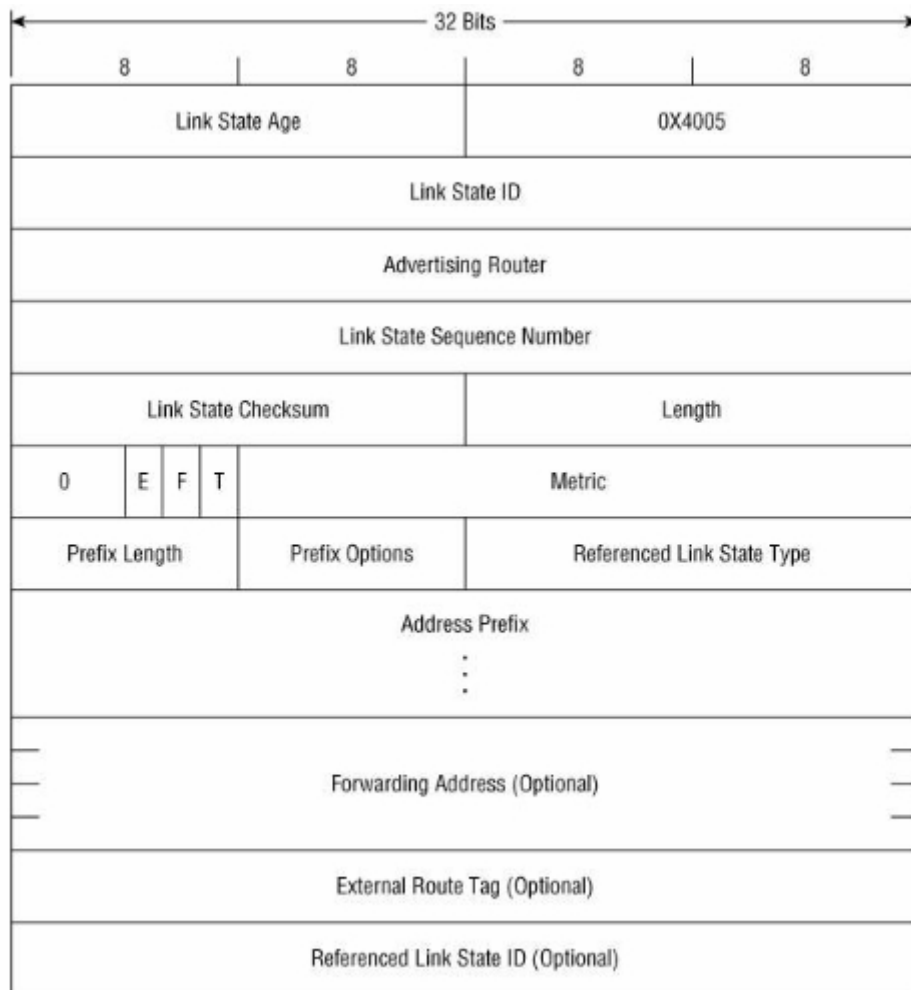 32 Bits
8 8 8 8
Link State Age 0X4005
Link State ID
Advertising Router
Link State Sequence Number
Link State Checksum Length
0 E F T Metric
Prefix Length Prefix Options Referenced Link State Type
Address Prefix
Forwarding Address (Optional)
External Route Tag (Optional)
Referenced Link State ID (Optional)